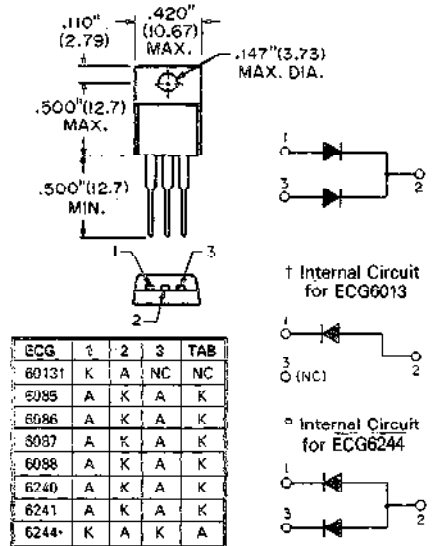 .110"
(2.79)
.420"
(10.67)
MAX.
.147"(3.73)
MAX. DIA.
.500"(12.7)
MAX.
.500"(12.7)
MIN.
1
3
2
1
3
2
† Internal Circuit
for ECG6013
1
3
(NC)
2
° Internal Circuit
for ECG6244
1
3
2
ECG 1 2 3 TAB
6013† K A NC NC
6085 A K A K
6086 A K A K
6087 A K A K
6088 A K A K
6240 A K A K
6241 A K A K
6244• K A K A